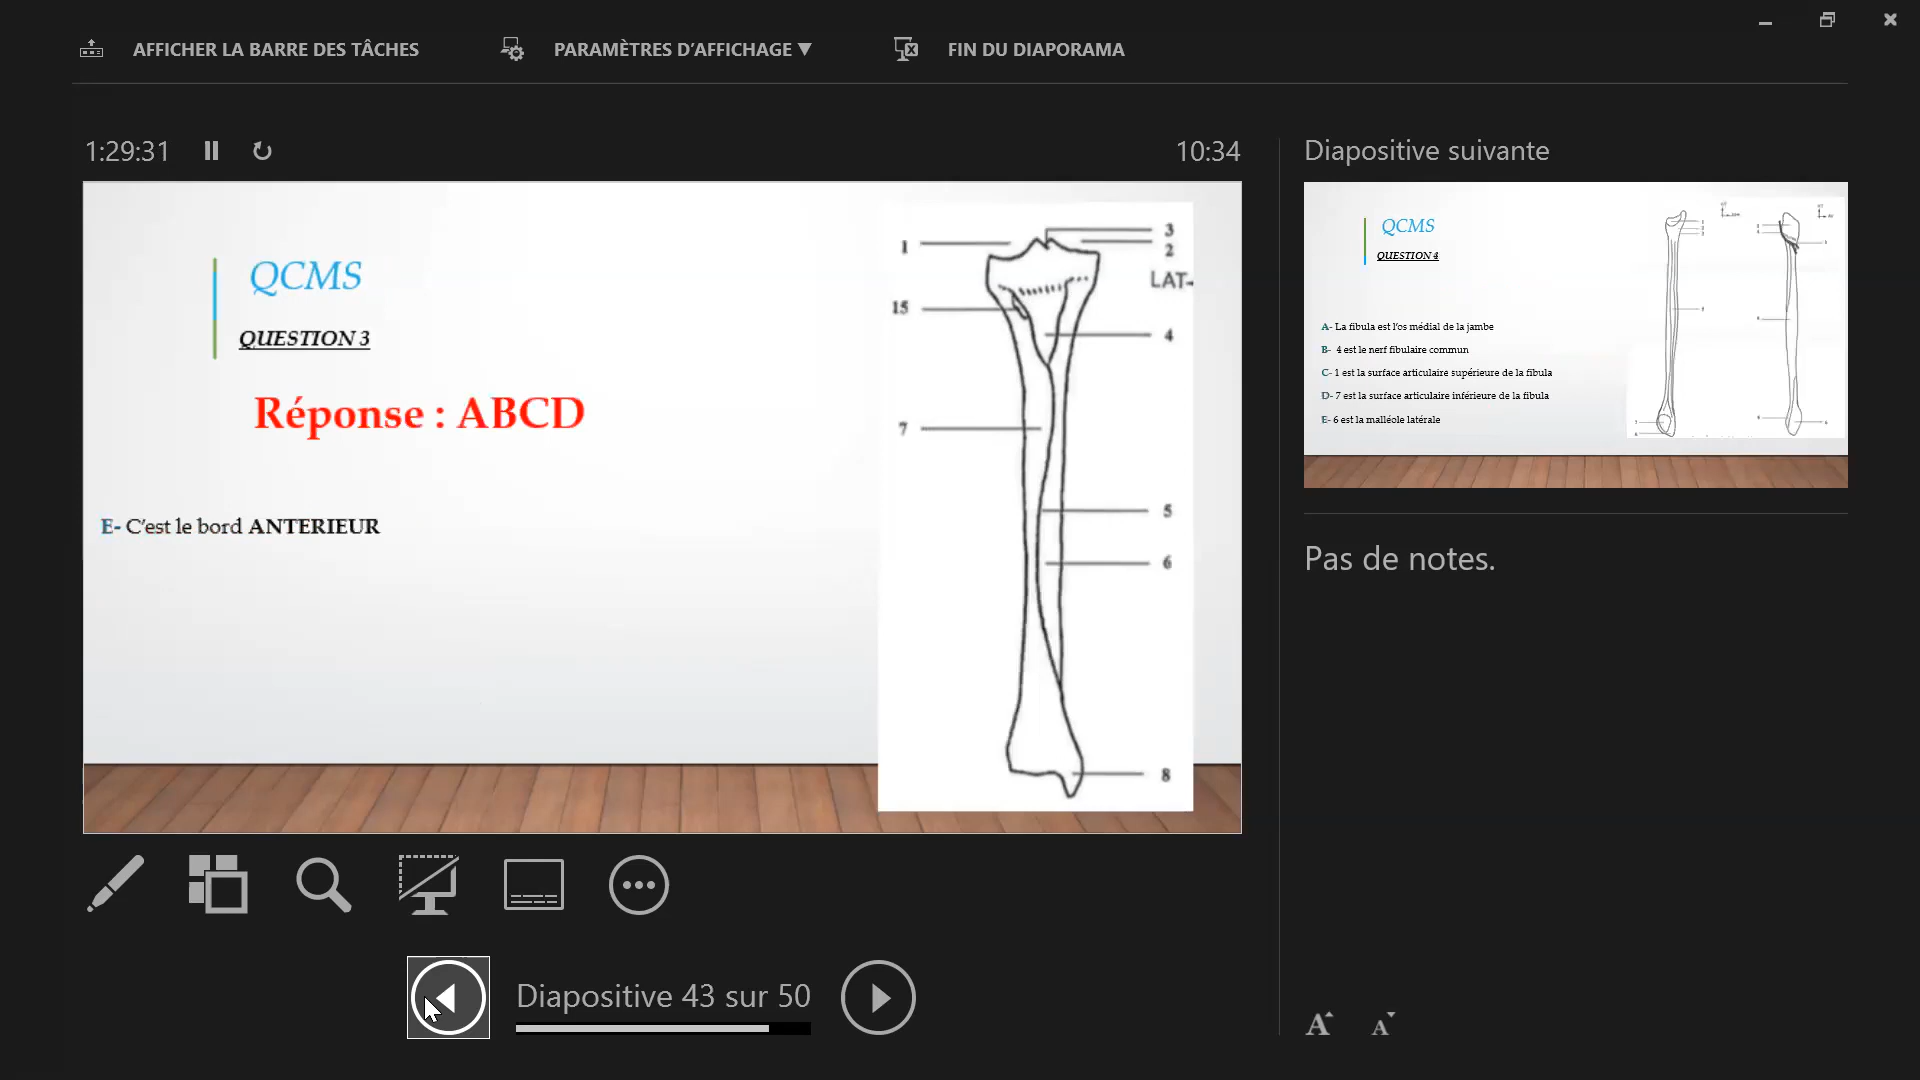 AFFICHER LA BARRE DES TÂCHES
PARAMÈTRES D'AFFICHAGE ▼
FIN DU DIAPORAMA
1:29:31
10:34
QCMS
QUESTION 3
Réponse : ABCD
E- C'est le bord ANTERIEUR
1
3
2
LAT-
15
4
7
5
6
8
Diapositive 43 sur 50
Diapositive suivante
QCMS
QUESTION 4
A- La fibula est l'os médial de la jambe
B- 4 est le nerf fibulaire commun
C- 1 est la surface articulaire supérieure de la fibula
D- 7 est la surface articulaire inférieure de la fibula
E- 6 est la malléole latérale
Pas de notes.
A
A